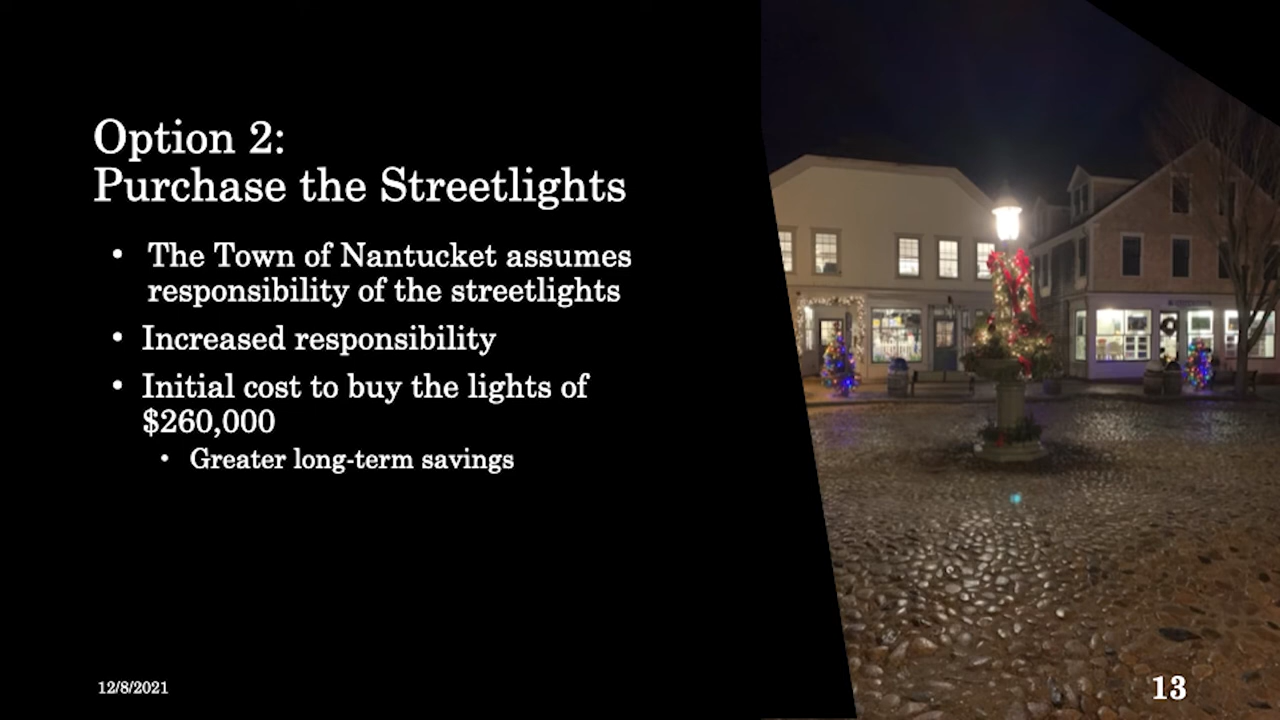 Option 2:
Purchase the Streetlights
• The Town of Nantucket assumes
responsibility of the streetlights
• Increased responsibility
• Initial cost to buy the lights of
$260,000
• Greater long-term savings
12/8/2021
13